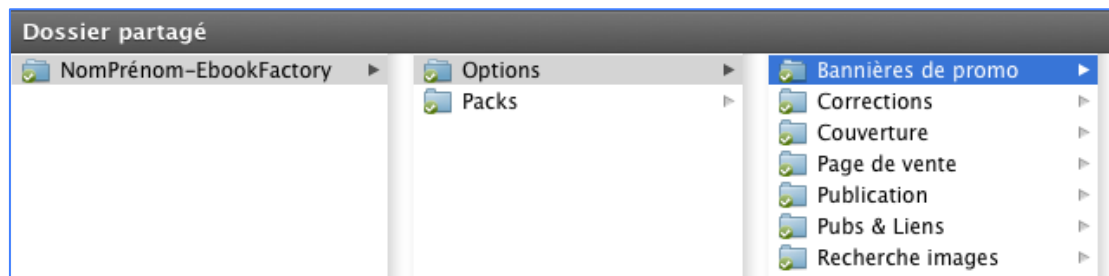 Dossier partagé
NomPrénom-EbookFactory
Options
Packs
Bannières de promo
Corrections
Couverture
Page de vente
Publication
Pubs & Liens
Recherche images